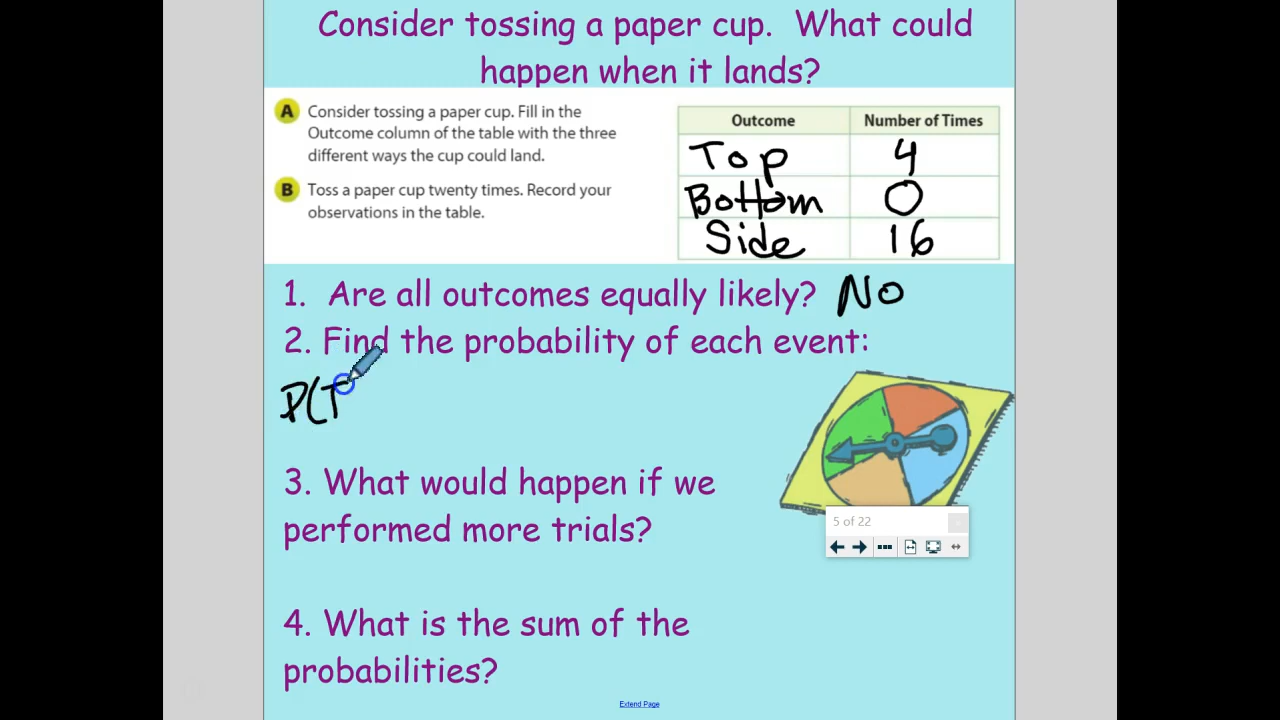 Consider tossing a paper cup. What could
happen when it lands?
A Consider tossing a paper cup. Fill in the
Outcome column of the table with the three
different ways the cup could land.
B Toss a paper cup twenty times. Record your
observations in the table.
Outcome Number of Times
Top 4
Bottom 0
Side 16
1. Are all outcomes equally likely? No
2. Find the probability of each event:
P(T
3. What would happen if we
performed more trials?
5 of 22
4. What is the sum of the
probabilities?
Extend Page